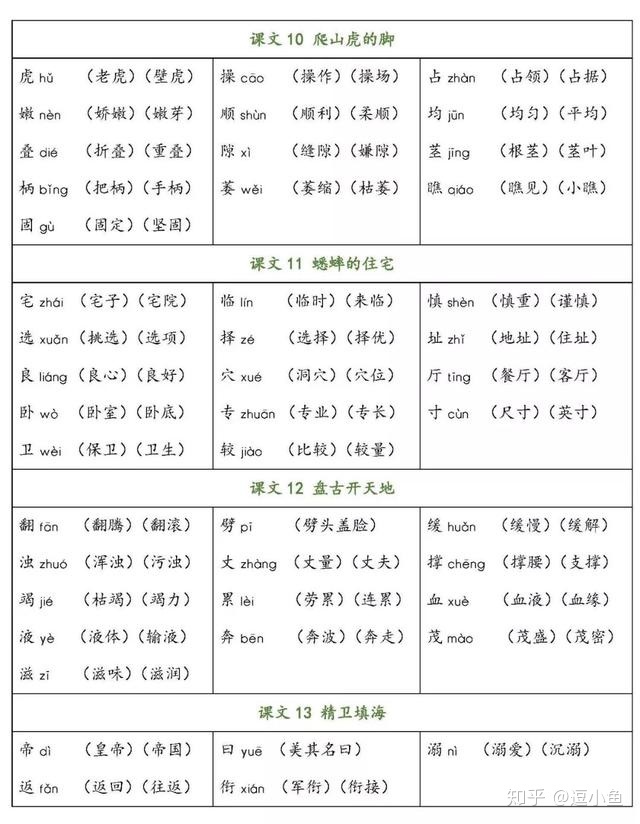 课文10 爬山虎的脚
虎 hǔ （老虎）（壁虎） 操 cāo （操作）（操场） 占 zhàn （占领）（占据）
嫩 nèn （娇嫩）（嫩芽） 顺 shùn （顺利）（柔顺） 均 jūn （均匀）（平均）
叠 dié （折叠）（重叠） 隙 xì （缝隙）（嫌隙） 茎 jīng （根茎）（茎叶）
柄 bǐng （把柄）（手柄） 萎 wěi （萎缩）（枯萎） 瞧 qiáo （瞧见）（小瞧）
固 gù （固定）（坚固）
课文11 蟋蟀的住宅
宅 zhái （宅子）（宅院） 临 lín （临时）（来临） 慎 shèn （慎重）（谨慎）
选 xuǎn （挑选）（选项） 择 zé （选择）（择优） 址 zhǐ （地址）（住址）
良 liáng （良心）（良好） 穴 xué （洞穴）（穴位） 厅 tīng （餐厅）（客厅）
卧 wò （卧室）（卧底） 专 zhuān （专业）（专长） 寸 cùn （尺寸）（英寸）
卫 wèi （保卫）（卫生） 较 jiào （比较）（较量）
课文12 盘古开天地
翻 fān （翻腾）（翻滚） 劈 pī （劈头盖脸） 缓 huǎn （缓慢）（缓解）
浊 zhuó （浑浊）（污浊） 丈 zhàng （丈量）（丈夫） 撑 chēng （撑腰）（支撑）
竭 jié （枯竭）（竭力） 累 lèi （劳累）（连累） 血 xuè （血液）（血缘）
液 yè （液体）（输液） 奔 bēn （奔波）（奔走） 茂 mào （茂盛）（茂密）
滋 zī （滋味）（滋润）
课文13 精卫填海
帝 dì （皇帝）（帝国） 曰 yuē （美其名曰） 溺 nì （溺爱）（沉溺）
返 fǎn （返回）（往返） 衔 xián （军衔）（衔接）
知乎 @逗小鱼